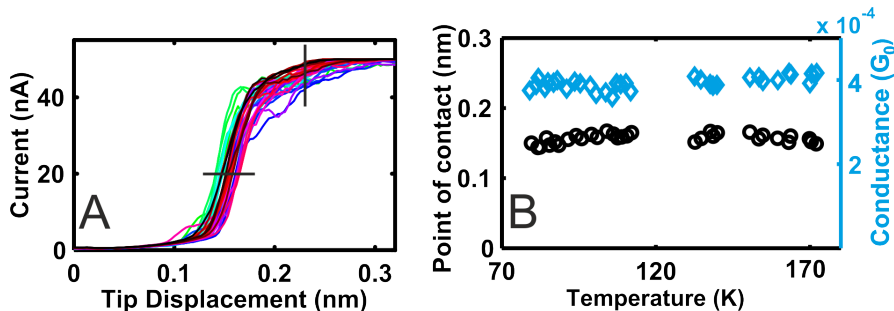 Current (nA)
40
20
0
A
0
0.1
0.2
0.3
Tip Displacement (nm)
Point of contact (nm)
0.3
0.2
0.1
0
B
70
120
170
Temperature (K)
x 10⁻⁴
4
2
Conductance (G₀)